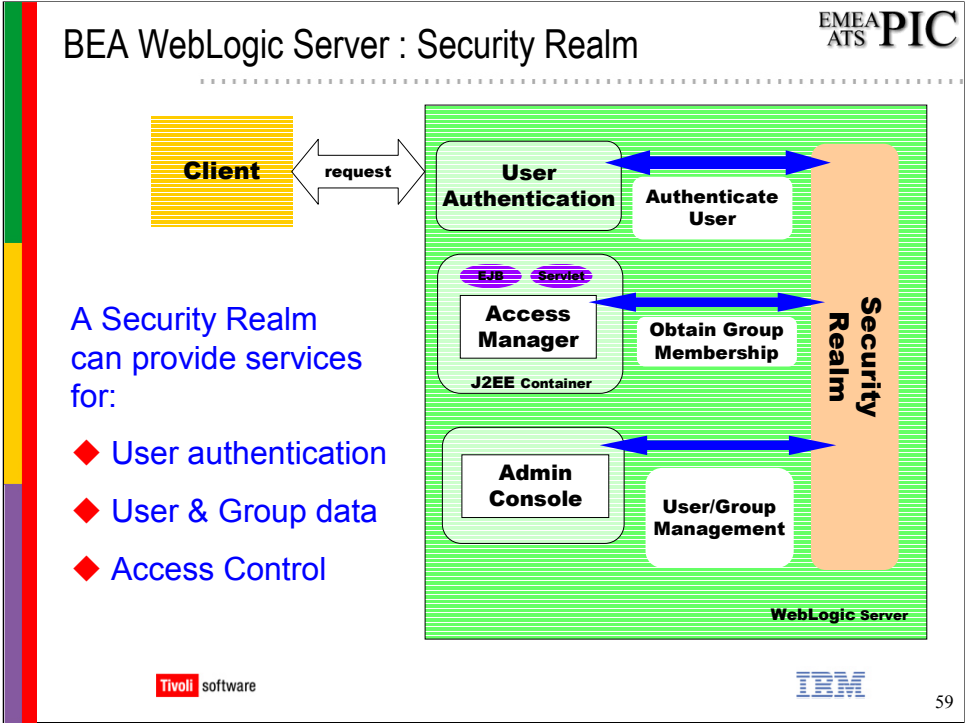 BEA WebLogic Server : Security Realm
EMEA
ATS PIC
Client
request
User
Authentication
Authenticate
User
EJB
Servlet
Access
Manager
J2EE Container
Obtain Group
Membership
Security
Realm
Admin
Console
User/Group
Management
WebLogic Server
A Security Realm
can provide services
for:
User authentication
User & Group data
Access Control
Tivoli software
IBM
59